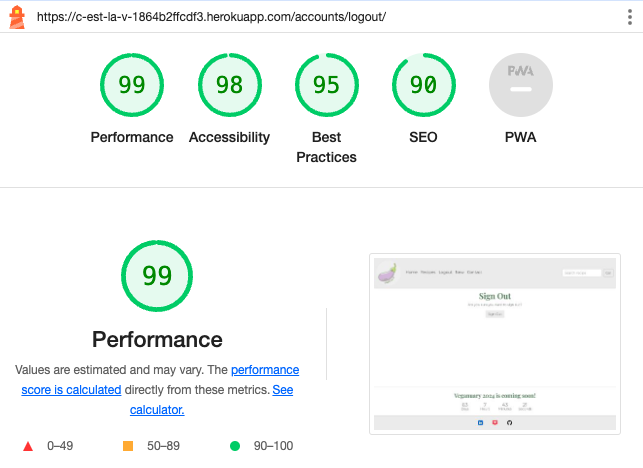 https://c-est-la-v-1864b2ffcdf3.herokuapp.com/accounts/logout/
99 98 95 90 PWA
Performance Accessibility Best Practices SEO PWA
99
Performance
Values are estimated and may vary. The performance
score is calculated directly from these metrics. See
calculator.
0–49 50–89 90–100
Sign Out
Sign Out
Veganuary 2024 is coming soon!